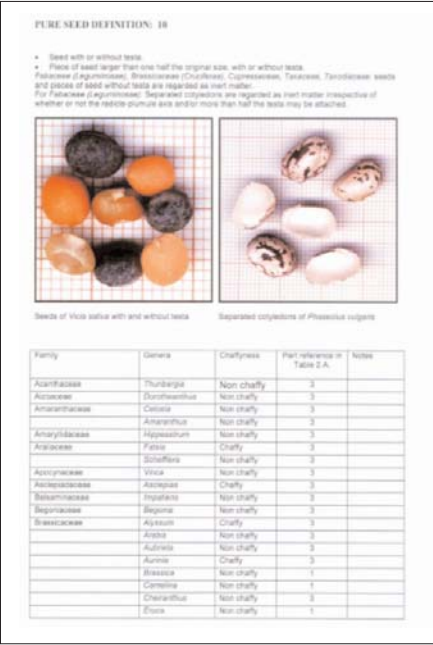 PURE SEED DEFINITION: 10
• Seed with or without testa.
• Piece of seed larger than one half the original size, with or without testa.
Fabaceae (Leguminosae), Brassicaceae (Cruciferae), Cupressaceae, Taxaceae, Taxodiaceae: seeds
and pieces of seed without testa are regarded as inert matter.
For Fabaceae (Leguminosae): Separated cotyledons are regarded as inert matter irrespective of
whether or not the radicle-plumule axis and/or more than half the testa may be attached.
Seeds of Vicia sativa with and without testa
Separated cotyledons of Phaseolus vulgaris
Family Genera Chaffyness Part reference in Table 2 A. Notes
Acanthaceae Thunbergia Non chaffy 3
Aizoaceae Dorotheanthus Non chaffy 3
Amaranthaceae Celosia Non chaffy 3
Amaranthus Non chaffy 3
Amaryllidaceae Hippeastrum Non chaffy 3
Araliaceae Fatsia Chaffy 3
Schefflera Non chaffy 3
Apocynaceae Vinca Non chaffy 3
Asclepiadaceae Asclepias Chaffy 3
Balsaminaceae Impatiens Non chaffy 3
Begoniaceae Begonia Non chaffy 3
Brassicaceae Alyssum Chaffy 3
Arabis Non chaffy 3
Aubrieta Non chaffy 3
Aurinia Chaffy 3
Brassica Non chaffy 1
Camelina Non chaffy 1
Cheiranthus Non chaffy 3
Eruca Non chaffy 1